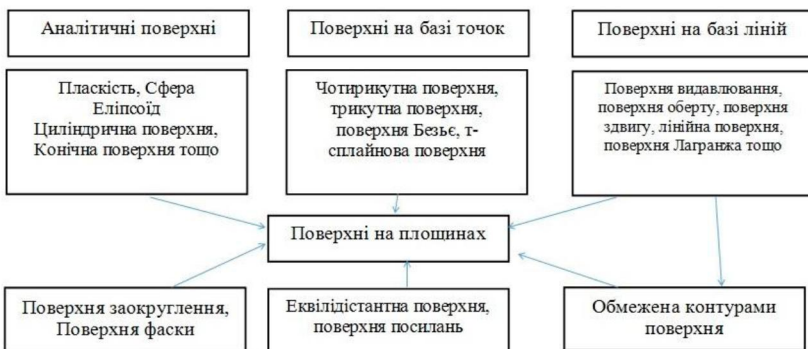 Аналітичні поверхні
Поверхні на базі точок
Поверхні на базі ліній
Пласкість, Сфера
Еліпсоїд
Циліндрична поверхня,
Конічна поверхня тощо
Чотирикутна поверхня,
трикутна поверхня,
поверхня Безьє, т-
сплайнова поверхня
Поверхня видавлювання,
поверхня оберту, поверхня
здвигу, лінійна поверхня,
поверхня Лагранжа тощо
Поверхні на площинах
Поверхня заокруглення,
Поверхня фаски
Еквілідістантна поверхня,
поверхня посилань
Обмежена контурами
поверхня